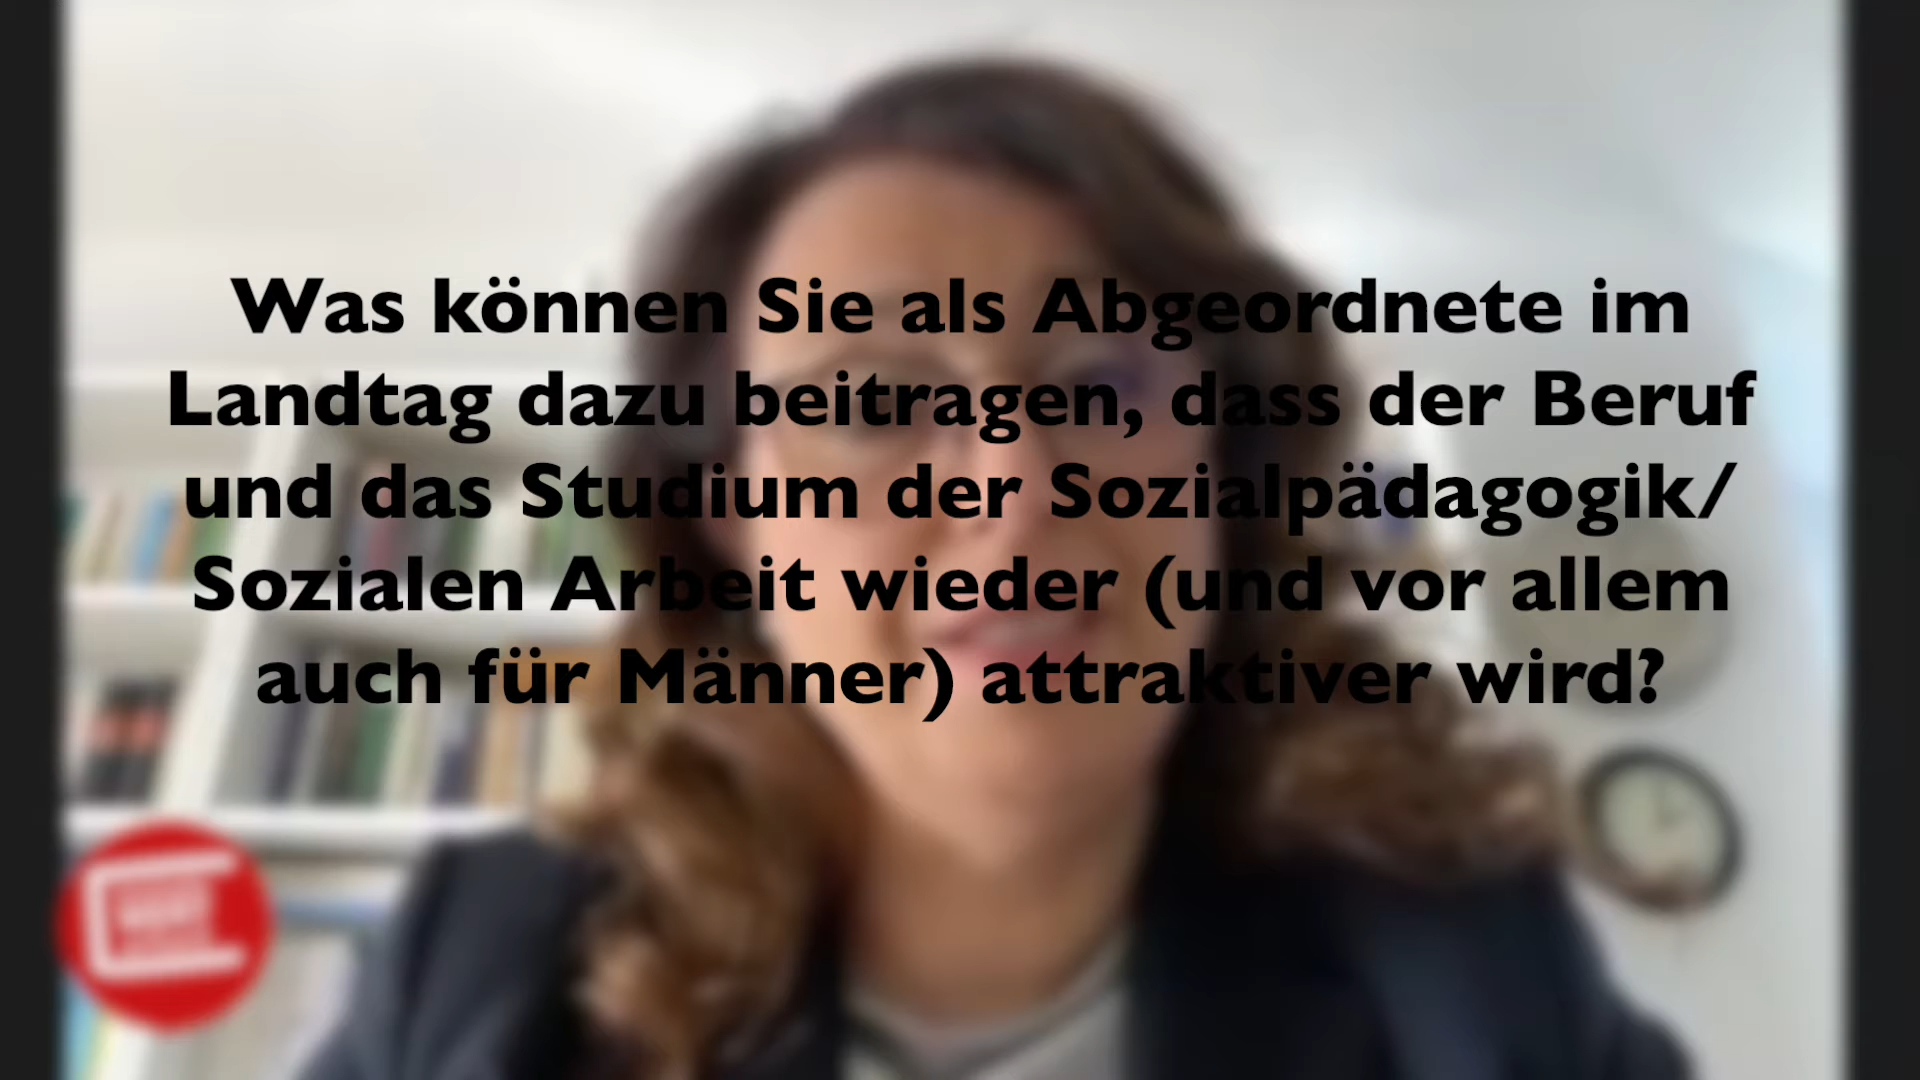 Was können Sie als Abgeordnete im
Landtag dazu beitragen, dass der Beruf
und das Studium der Sozialpädagogik/
Sozialen Arbeit wieder (und vor allem
auch für Männer) attraktiver wird?